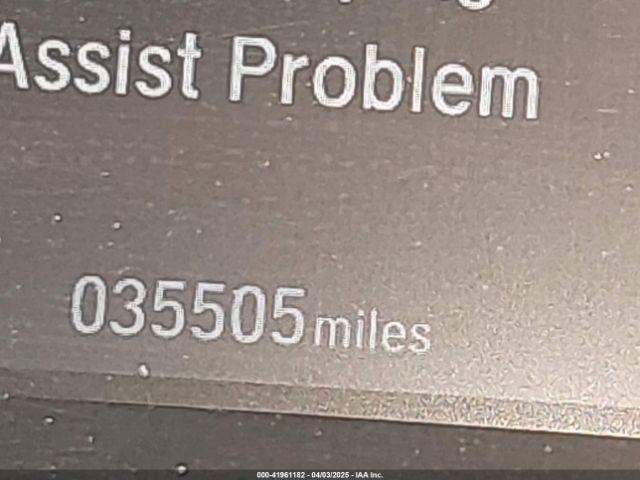 Assist Problem
035505 miles
000-41961182 - 04/03/2025 - IAA Inc.